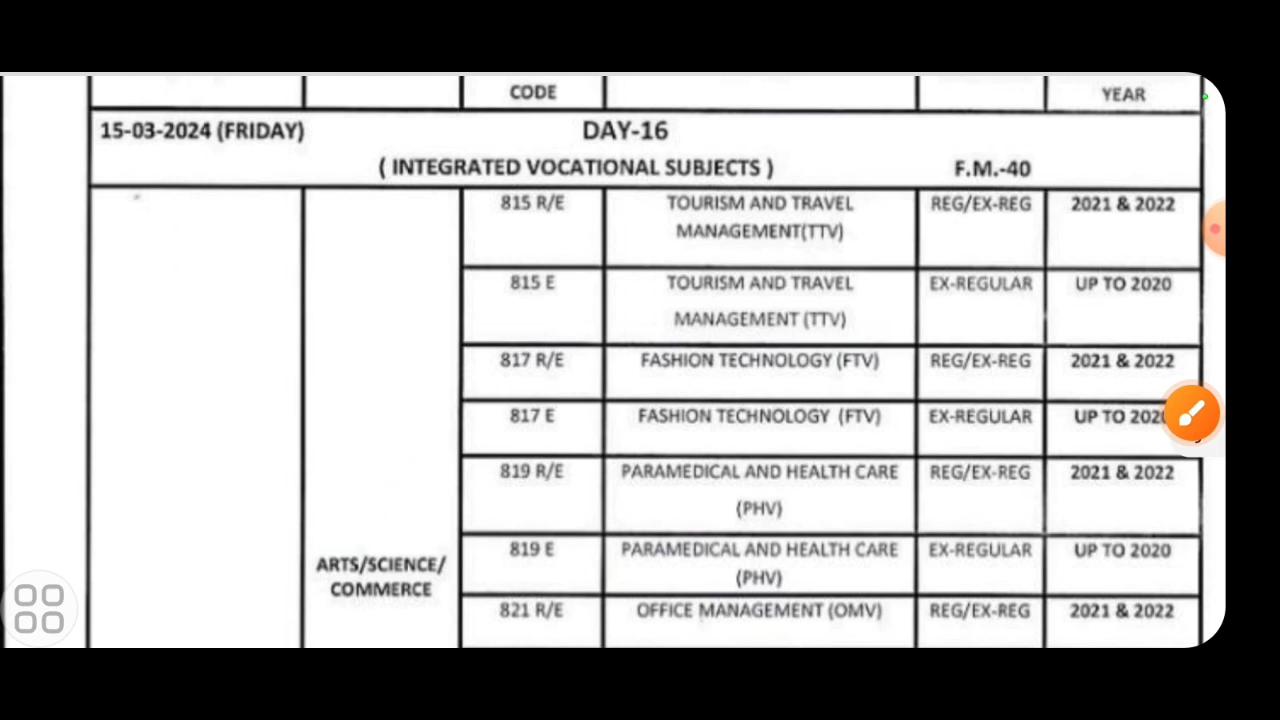 CODE YEAR
15-03-2024 (FRIDAY) DAY-16
( INTEGRATED VOCATIONAL SUBJECTS ) F.M.-40
815 R/E TOURISM AND TRAVEL REG/EX-REG 2021 & 2022
MANAGEMENT(TTV)
815 E TOURISM AND TRAVEL EX-REGULAR UP TO 2020
MANAGEMENT (TTV)
817 R/E FASHION TECHNOLOGY (FTV) REG/EX-REG 2021 & 2022
817 E FASHION TECHNOLOGY (FTV) EX-REGULAR UP TO 2020
819 R/E PARAMEDICAL AND HEALTH CARE REG/EX-REG 2021 & 2022
(PHV)
819 E PARAMEDICAL AND HEALTH CARE EX-REGULAR UP TO 2020
(PHV)
ARTS/SCIENCE/
COMMERCE
821 R/E OFFICE MANAGEMENT (OMV) REG/EX-REG 2021 & 2022